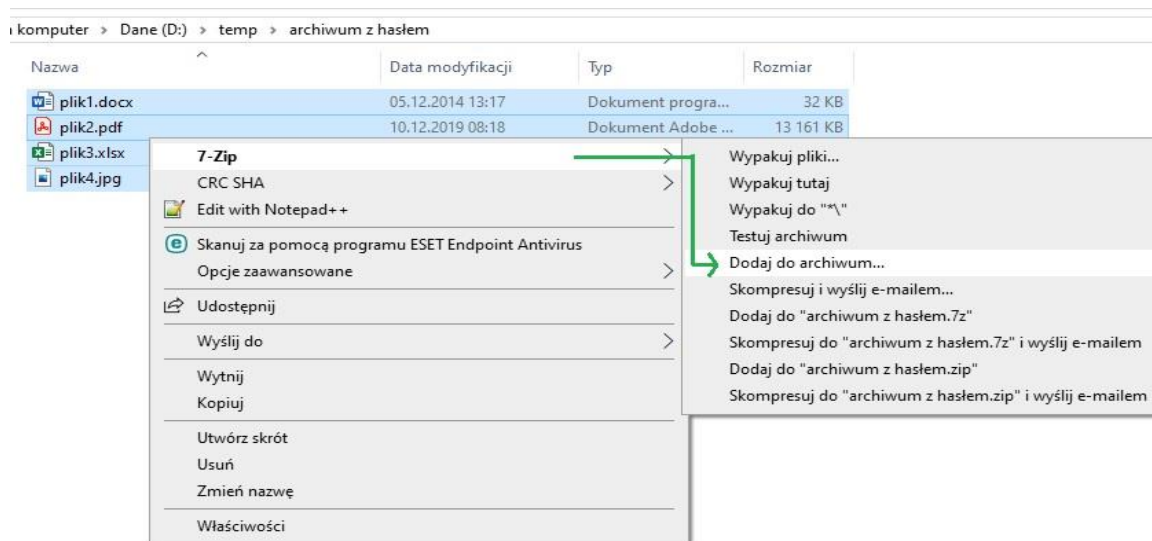 komputer > Dane (D:) > temp > archiwum z hasłem
Nazwa Data modyfikacji Typ Rozmiar
plik1.docx 05.12.2014 13:17 Dokument progra... 32 KB
plik2.pdf 10.12.2019 08:18 Dokument Adobe ... 13 161 KB
plik3.xlsx
plik4.jpg
7-Zip
CRC SHA
Edit with Notepad++
Skanuj za pomocą programu ESET Endpoint Antivirus
Opcje zaawansowane
Udostępnij
Wyślij do
Wytnij
Kopiuj
Utwórz skrót
Usuń
Zmień nazwę
Właściwości
Wypakuj pliki...
Wypakuj tutaj
Wypakuj do "*\"
Testuj archiwum
Dodaj do archiwum...
Skompresuj i wyślij e-mailem...
Dodaj do "archiwum z hasłem.7z"
Skompresuj do "archiwum z hasłem.7z" i wyślij e-mailem
Dodaj do "archiwum z hasłem.zip"
Skompresuj do "archiwum z hasłem.zip" i wyślij e-mailem